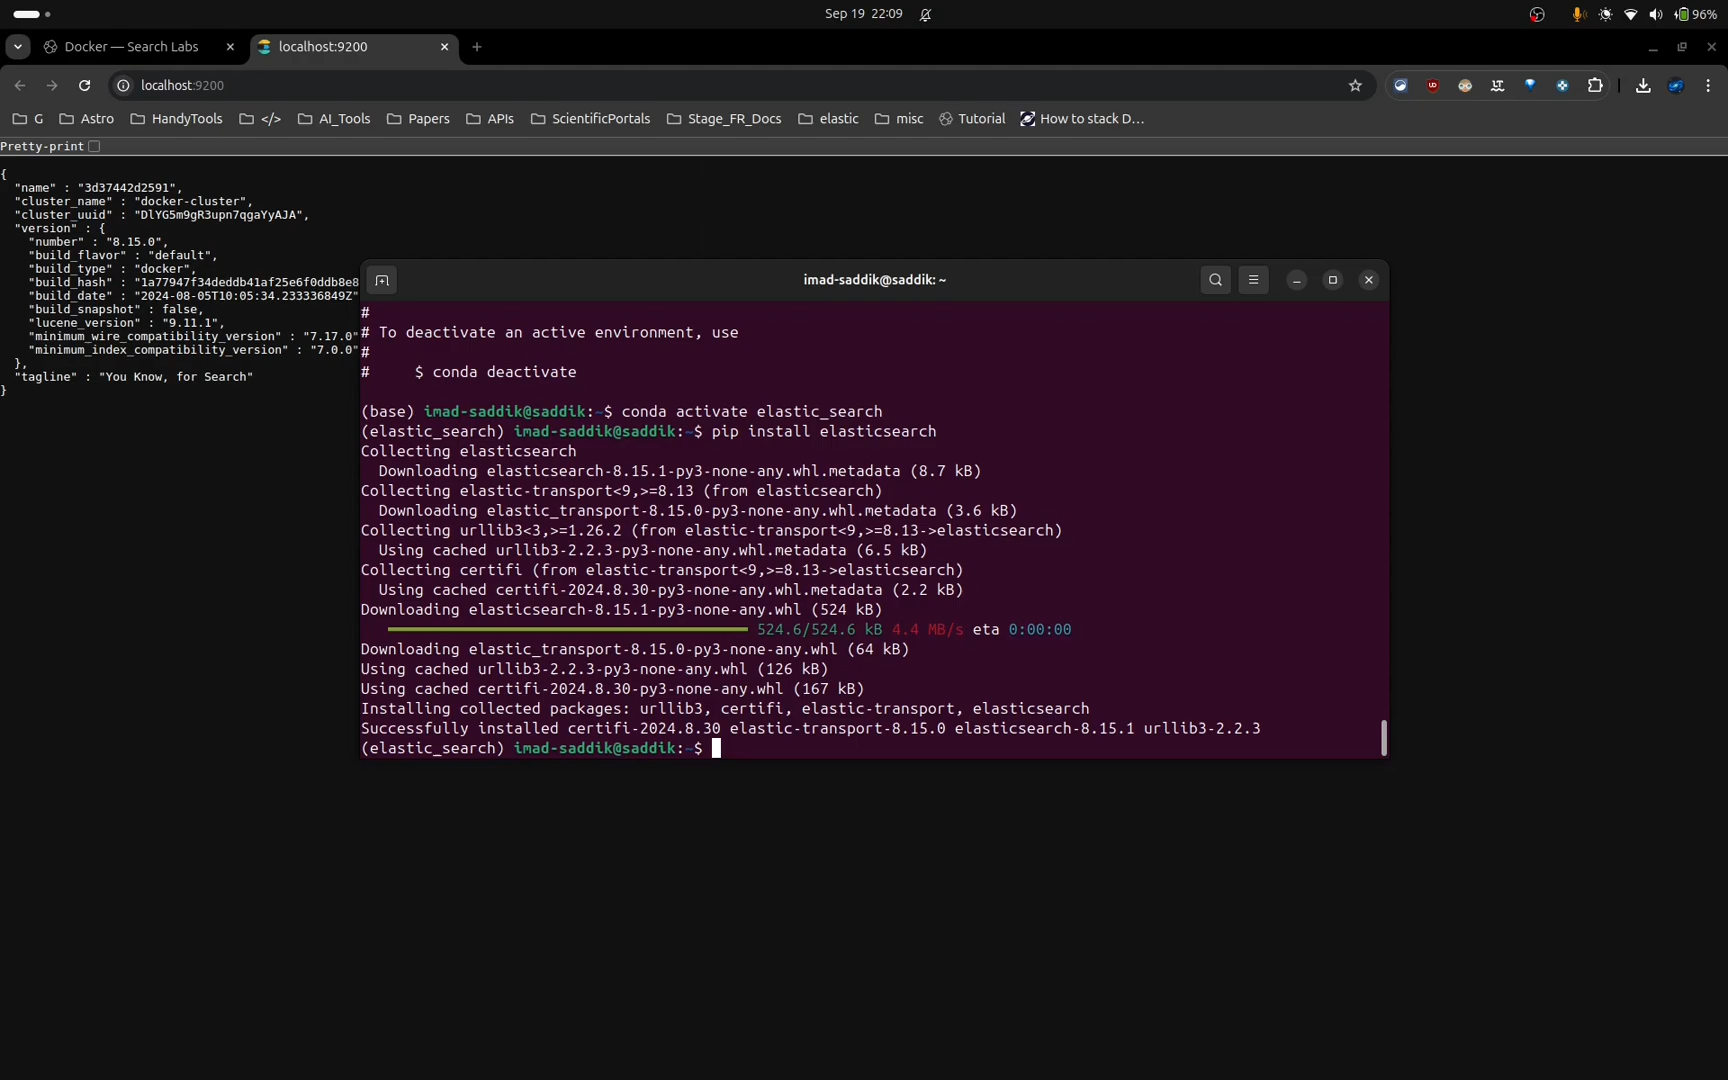 Sep 19 22:09
96%
Docker — Search Labs
localhost:9200
localhost:9200
G
Astro
HandyTools
</>
AI_Tools
Papers
APIs
ScientificPortals
Stage_FR_Docs
elastic
misc
Tutorial
How to stack D…
Pretty-print
{
"name" : "3d37442d2591",
"cluster_name" : "docker-cluster",
"cluster_uuid" : "DlYG5m9gR3upn7qgaYyAJA",
"version" : {
"number" : "8.15.0",
"build_flavor" : "default",
"build_type" : "docker",
"build_hash" : "1a77947f34deddb41af25e6f0ddb8e8
"build_date" : "2024-08-05T10:05:34.233336849Z"
"build_snapshot" : false,
"lucene_version" : "9.11.1",
"minimum_wire_compatibility_version" : "7.17.0"
"minimum_index_compatibility_version" : "7.0.0"
},
"tagline" : "You Know, for Search"
}
imad-saddik@saddik: ~
#
# To deactivate an active environment, use
#
#     $ conda deactivate
(base) imad-saddik@saddik:~$ conda activate elastic_search
(elastic_search) imad-saddik@saddik:~$ pip install elasticsearch
Collecting elasticsearch
Downloading elasticsearch-8.15.1-py3-none-any.whl.metadata (8.7 kB)
Collecting elastic-transport<9,>=8.13 (from elasticsearch)
Downloading elastic_transport-8.15.0-py3-none-any.whl.metadata (3.6 kB)
Collecting urllib3<3,>=1.26.2 (from elastic-transport<9,>=8.13->elasticsearch)
Using cached urllib3-2.2.3-py3-none-any.whl.metadata (6.5 kB)
Collecting certifi (from elastic-transport<9,>=8.13->elasticsearch)
Using cached certifi-2024.8.30-py3-none-any.whl.metadata (2.2 kB)
Downloading elasticsearch-8.15.1-py3-none-any.whl (524 kB)
524.6/524.6 kB 4.4 MB/s eta 0:00:00
Downloading elastic_transport-8.15.0-py3-none-any.whl (64 kB)
Using cached urllib3-2.2.3-py3-none-any.whl (126 kB)
Using cached certifi-2024.8.30-py3-none-any.whl (167 kB)
Installing collected packages: urllib3, certifi, elastic-transport, elasticsearch
Successfully installed certifi-2024.8.30 elastic-transport-8.15.0 elasticsearch-8.15.1 urllib3-2.2.3
(elastic_search) imad-saddik@saddik:~$